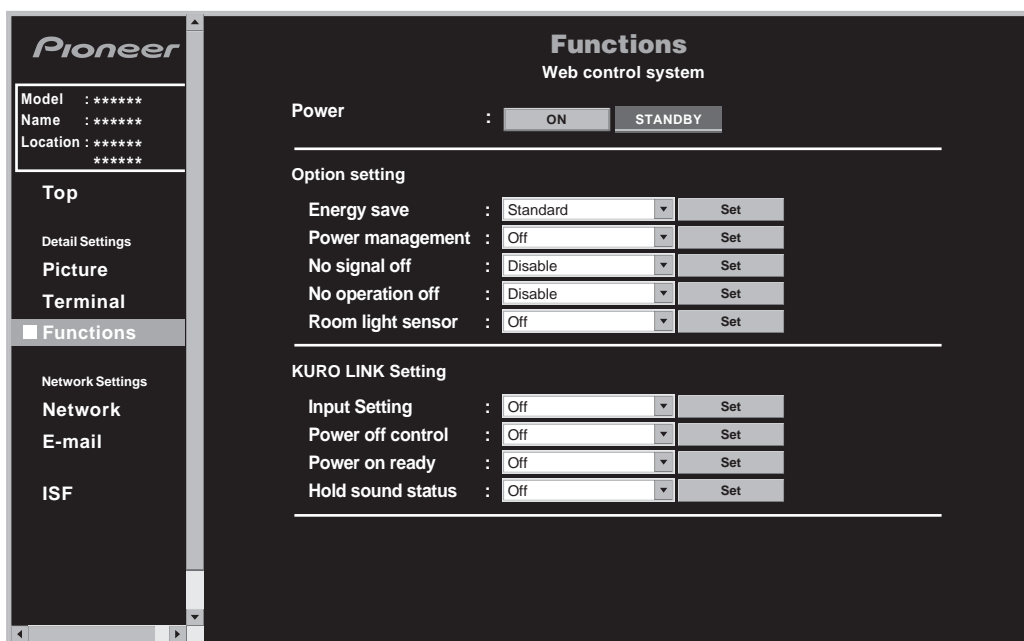 Pioneer
Model : ******
Name : ******
Location : ******
******
Top
Detail Settings
Picture
Terminal
Functions
Network Settings
Network
E-mail
ISF
Functions
Web control system
Power : ON STANDBY
Option setting
Energy save : Standard Set
Power management : Off Set
No signal off : Disable Set
No operation off : Disable Set
Room light sensor : Off Set
KURO LINK Setting
Input Setting : Off Set
Power off control : Off Set
Power on ready : Off Set
Hold sound status : Off Set